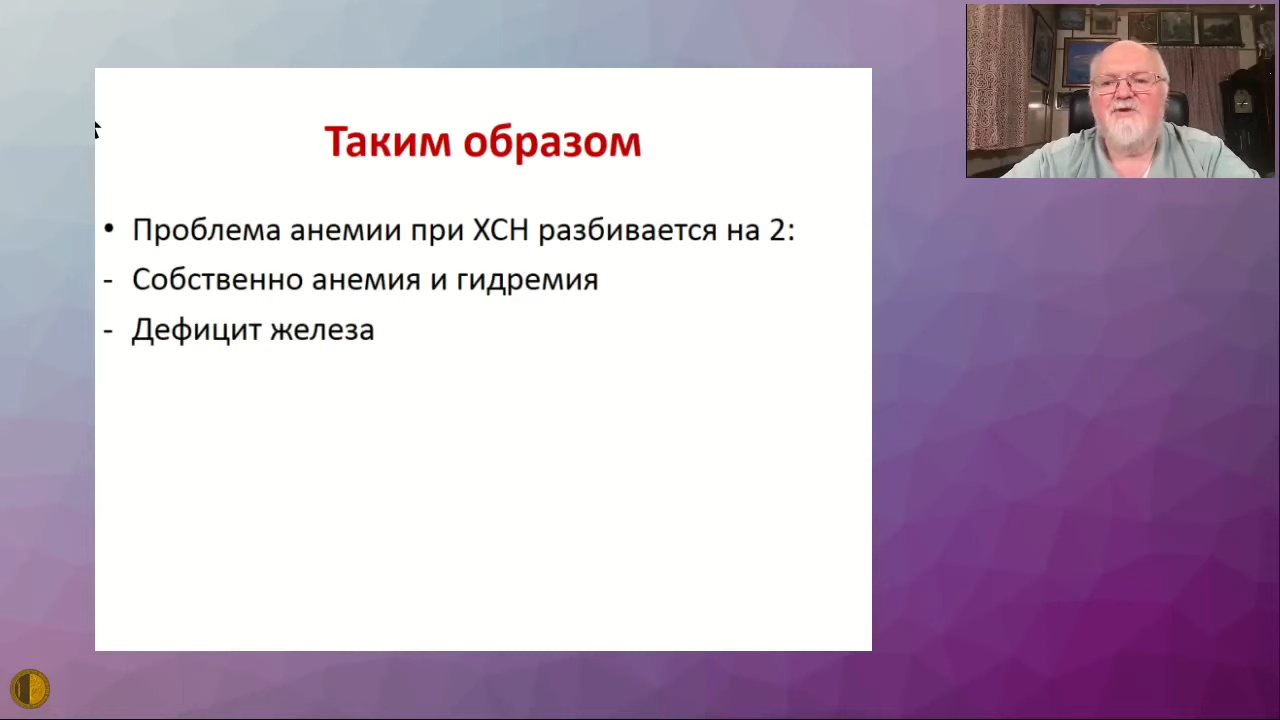 Таким образом
• Проблема анемии при ХСН разбивается на 2:
- Собственно анемия и гидремия
- Дефицит железа